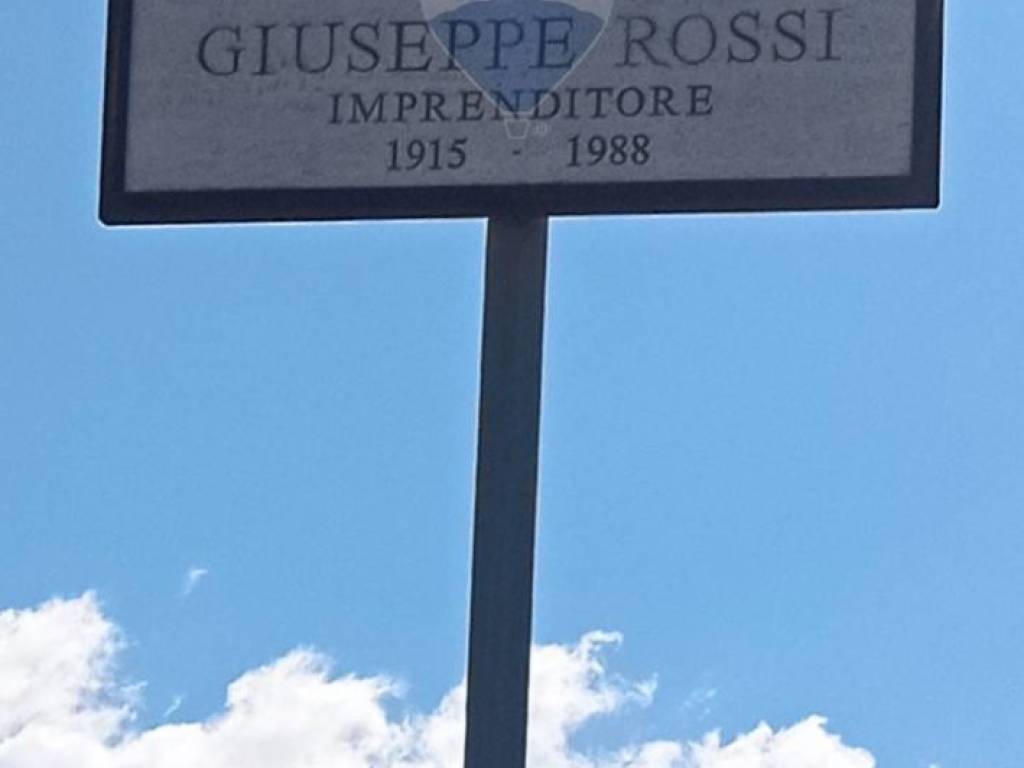 GIUSEPPE ROSSI
IMPRENDITORE
1915 - 1988